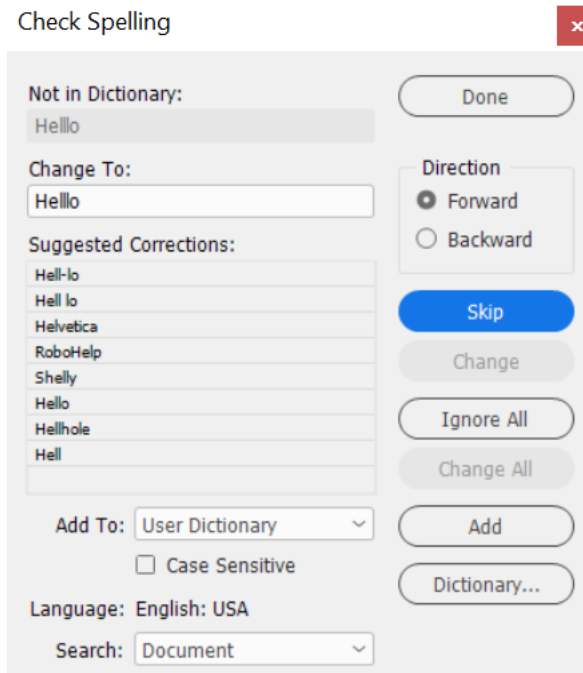 Check Spelling
x
Not in Dictionary:
Helllo
Change To:
Helllo
Suggested Corrections:
Hell-lo
Hell lo
Helvetica
RoboHelp
Shelly
Hello
Hellhole
Hell
Add To: User Dictionary
Case Sensitive
Language: English: USA
Search: Document
Done
Direction
Forward
Backward
Skip
Change
Ignore All
Change All
Add
Dictionary...